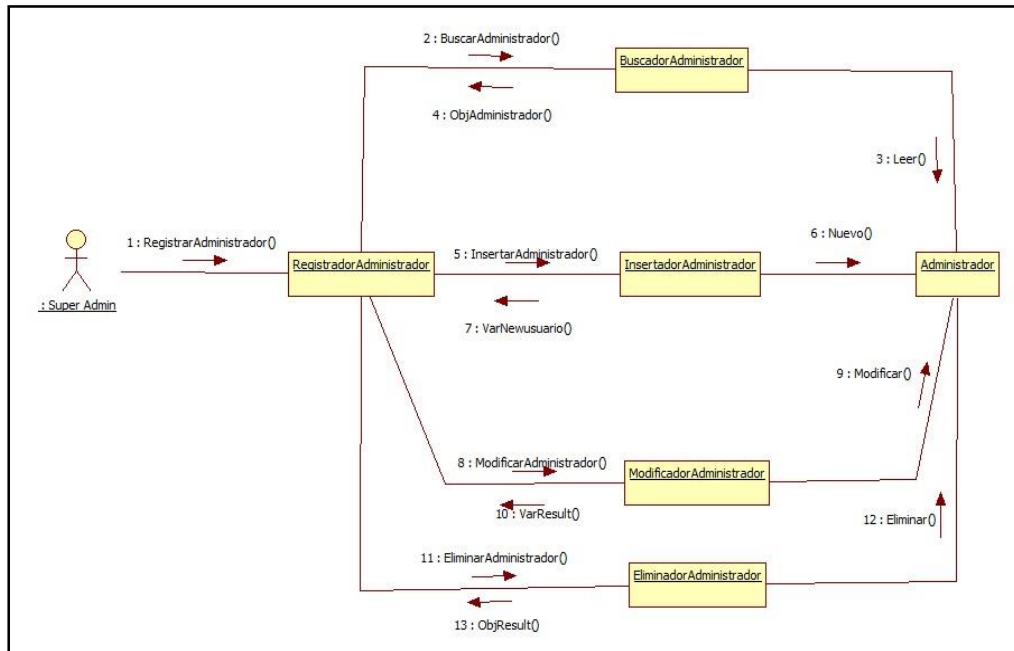 2 : BuscarAdministrador()
BuscadorAdministrador
4 : ObjAdministrador()
3 : Leer()
1 : RegistrarAdministrador()
6 : Nuevo()
RegistradorAdministrador
5 : InsertarAdministrador()
InsertadorAdministrador
Administrador
: Super Admin
7 : VarNewusuario()
9 : Modificar()
8 : ModificarAdministrador()
ModificadorAdministrador
10 : VarResult()
12 : Eliminar()
11 : EliminarAdministrador()
EliminadorAdministrador
13 : ObjResult()